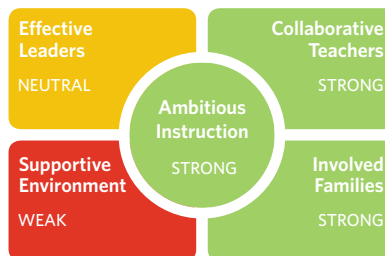 Effective
Leaders
NEUTRAL
Collaborative
Teachers
STRONG
Ambitious
Instruction
STRONG
Supportive
Environment
WEAK
Involved
Families
STRONG